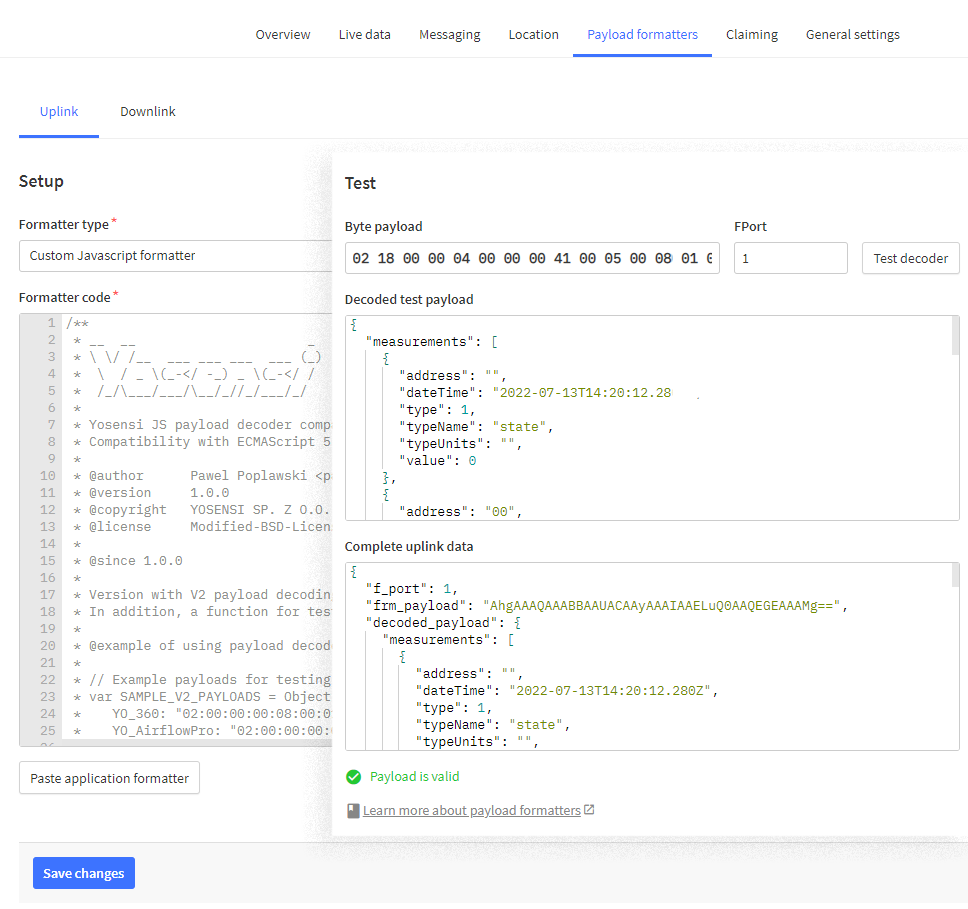 Overview Live data Messaging Location Payload formatters Claiming General settings
Uplink Downlink
Setup
Formatter type*
Custom Javascript formatter
Formatter code*
1 /**
2 * __ __ _
3 * \ \/ /__ ___ ___ ___ ___ (_)
4 * \ / _ \(_-</ -_) _ \(_-</ /
5 * /_/\___/___/\__/_//_/___/_/
6 *
7 * Yosensi JS payload decoder comp
8 * Compatibility with ECMAScript 5
9 *
10 * @author Pawel Poplawski <p
11 * @version 1.0.0
12 * @copyright YOSENSI SP. Z O.O.
13 * @license Modified-BSD-Licen
14 *
15 * @since 1.0.0
16 *
17 * Version with V2 payload decodin
18 * In addition, a function for tes
19 *
20 * @example of using payload decod
21 *
22 * // Example payloads for testing
23 * var SAMPLE_V2_PAYLOADS = Object
24 * YO_360: "02:00:00:00:08:00:0
25 * YO_AirflowPro: "02:00:00:00:
Paste application formatter
Save changes
Test
Byte payload
02 18 00 00 04 00 00 00 41 00 05 00 08 01 0
FPort
1
Test decoder
Decoded test payload
{
"measurements": [
{
"address": "",
"dateTime": "2022-07-13T14:20:12.28
"type": 1,
"typeName": "state",
"typeUnits": "",
"value": 0
},
{
"address": "00",
Complete uplink data
{
"f_port": 1,
"frm_payload": "AhgAAAQAAABBAAUACAAyAAAIAAELuQ0AAQEGEAAAMg==",
"decoded_payload": {
"measurements": [
{
"address": "",
"dateTime": "2022-07-13T14:20:12.280Z",
"type": 1,
"typeName": "state",
"typeUnits": "",
Payload is valid
Learn more about payload formatters